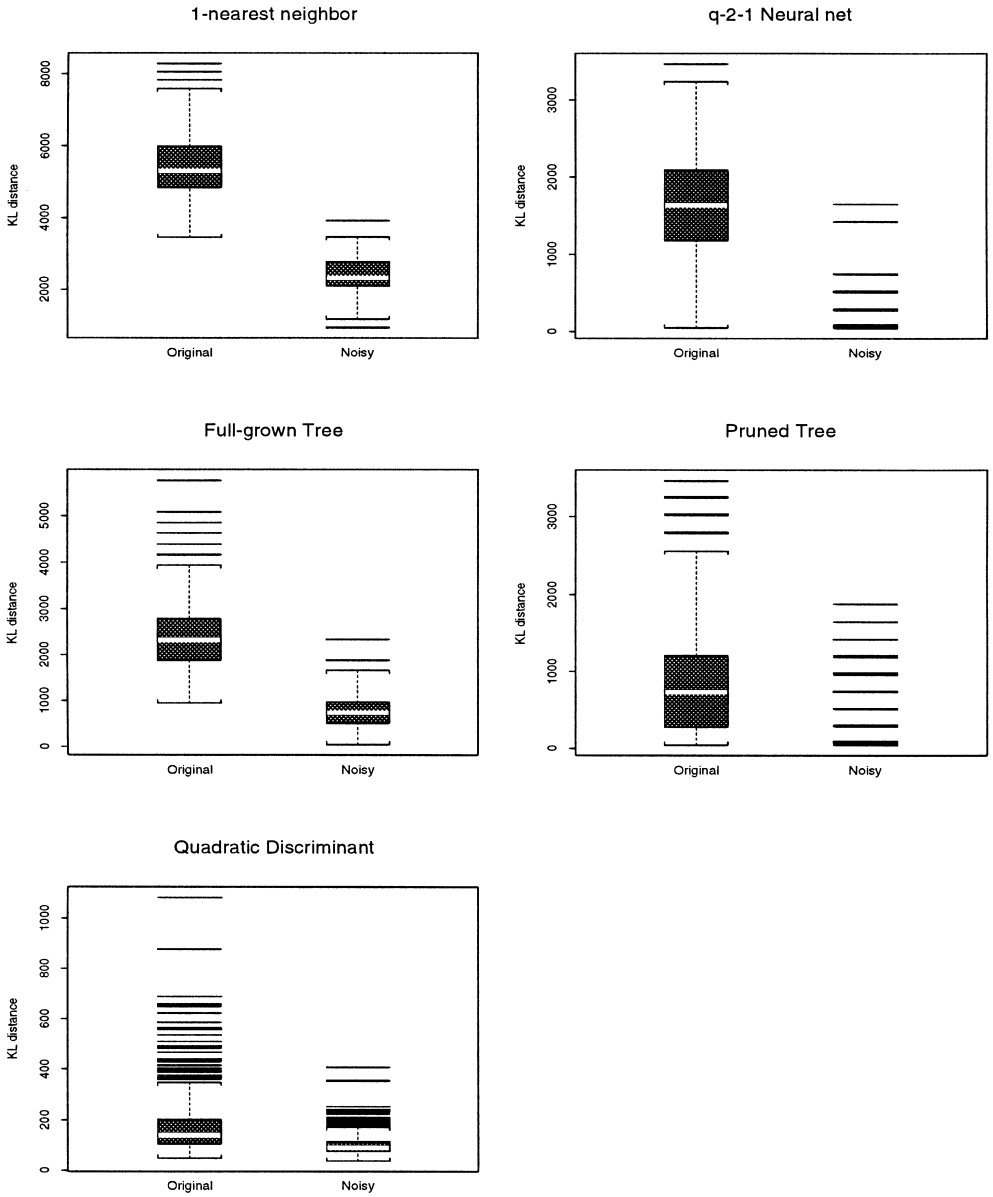 1-nearest neighbor
KL distance
8000
6000
4000
2000
Original
Noisy
q-2-1 Neural net
KL distance
3000
2000
1000
0
Original
Noisy
Full-grown Tree
KL distance
5000
4000
3000
2000
1000
0
Original
Noisy
Pruned Tree
KL distance
3000
2000
1000
0
Original
Noisy
Quadratic Discriminant
KL distance
1000
800
600
400
200
0
Original
Noisy